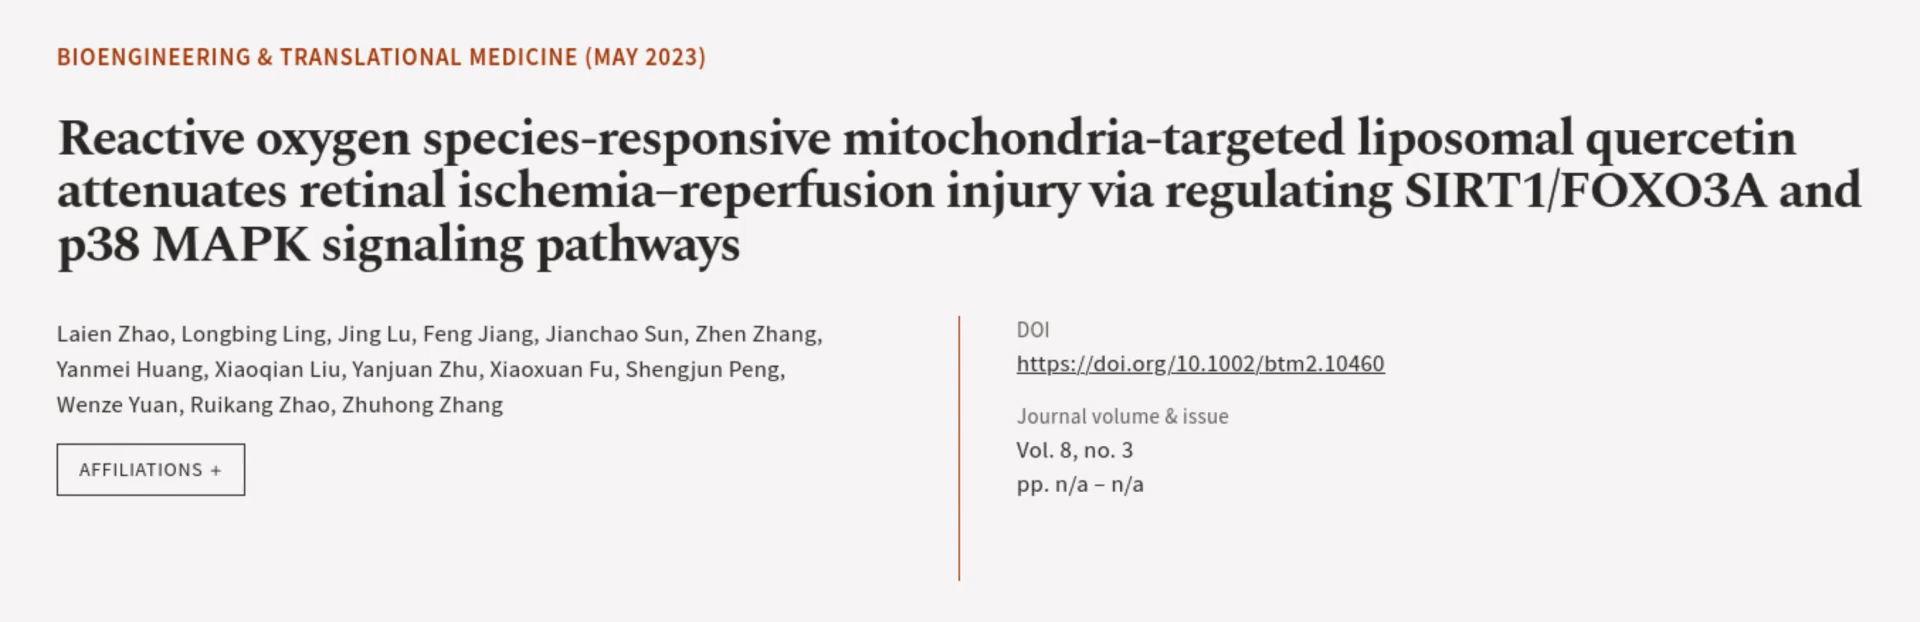 BIOENGINEERING & TRANSLATIONAL MEDICINE (MAY 2023)
Reactive oxygen species-responsive mitochondria-targeted liposomal quercetin
attenuates retinal ischemia–reperfusion injury via regulating SIRT1/FOXO3A and
p38 MAPK signaling pathways
Laien Zhao, Longbing Ling, Jing Lu, Feng Jiang, Jianchao Sun, Zhen Zhang,
Yanmei Huang, Xiaoqian Liu, Yanjuan Zhu, Xiaoxuan Fu, Shengjun Peng,
Wenze Yuan, Ruikang Zhao, Zhuhong Zhang
AFFILIATIONS +
DOI
https://doi.org/10.1002/btm2.10460
Journal volume & issue
Vol. 8, no. 3
pp. n/a – n/a